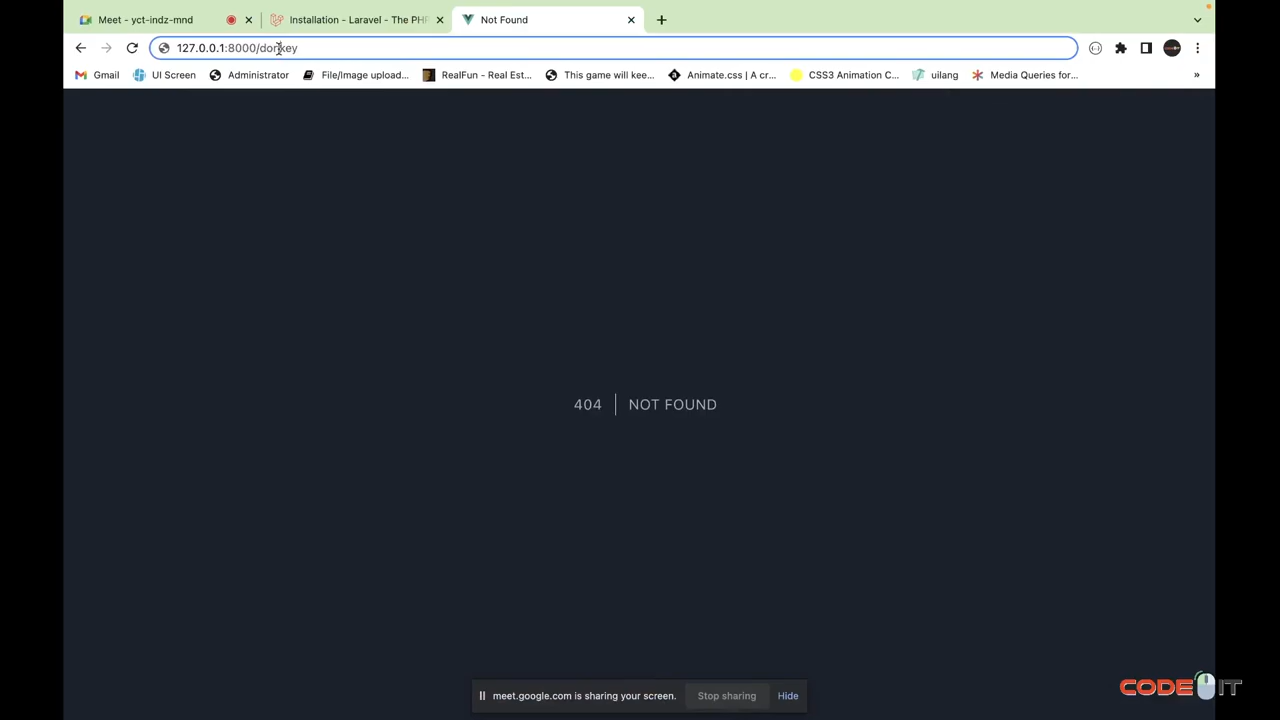 Meet - yct-indz-mnd
Installation - Laravel - The PHP
Not Found
127.0.0.1:8000/donkey
Gmail
UI Screen
Administrator
File/Image upload...
RealFun - Real Est...
This game will kee...
Animate.css | A cr...
CSS3 Animation C...
uilang
Media Queries for...
»
404
NOT FOUND
meet.google.com is sharing your screen.
Stop sharing
Hide
CODE IT